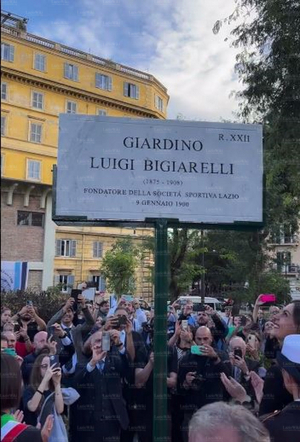 R. XXII
GIARDINO
LUIGI BIGIARELLI
(1875 - 1908)
FONDATORE DELLA SOCIETÀ SPORTIVA LAZIO
9 GENNAIO 1900